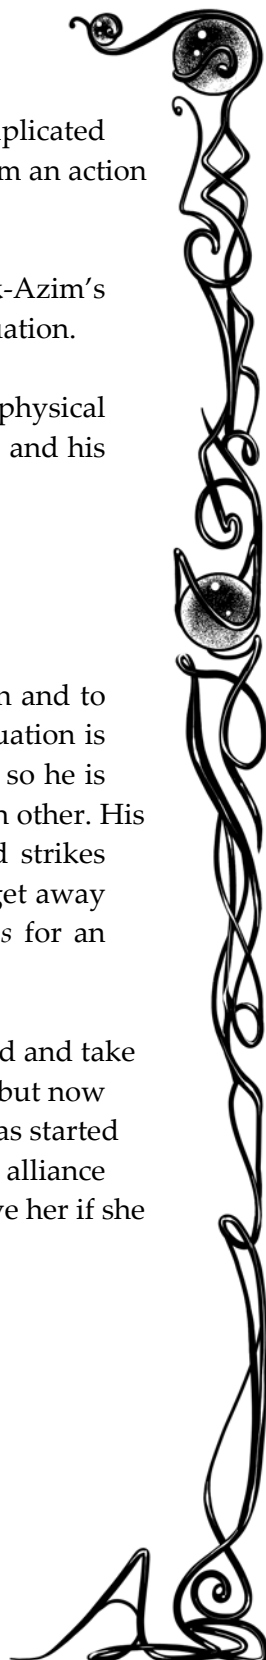 plicated
m an action
-Azim's
uation.
physical
and his
n and to
uation is
so he is
n other. His
d strikes
get away
s for an
d and take
but now
as started
alliance
ve her if she